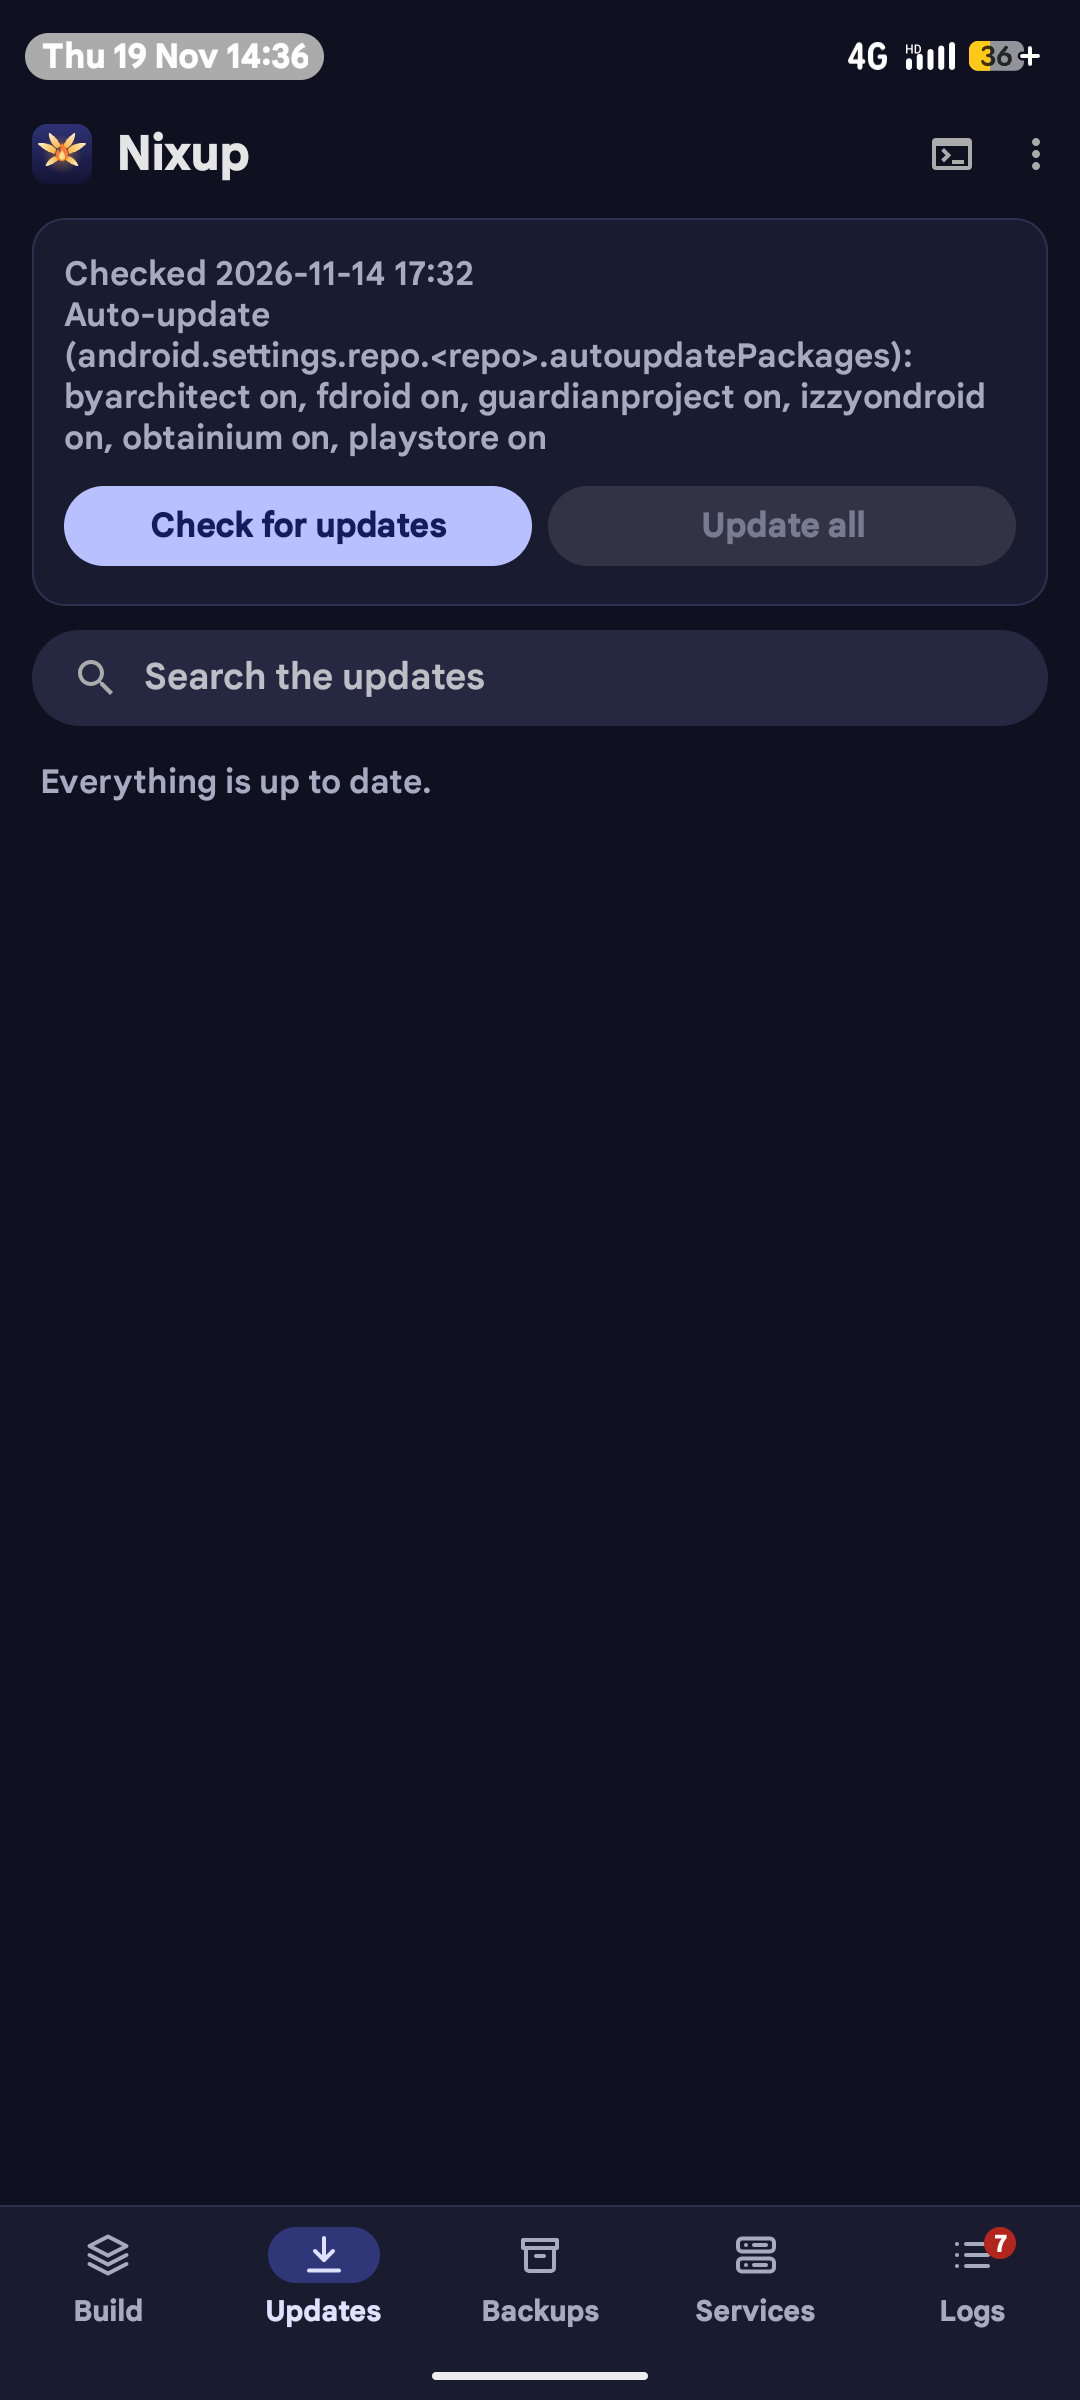 Thu 19 Nov 14:36
4G HD 36+
Nixup
Checked 2026-11-14 17:32
Auto-update
(android.settings.repo.<repo>.autoupdatePackages):
byarchitect on, fdroid on, guardianproject on, izzyondroid
on, obtainium on, playstore on
Check for updates
Update all
Search the updates
Everything is up to date.
7
Build
Updates
Backups
Services
Logs